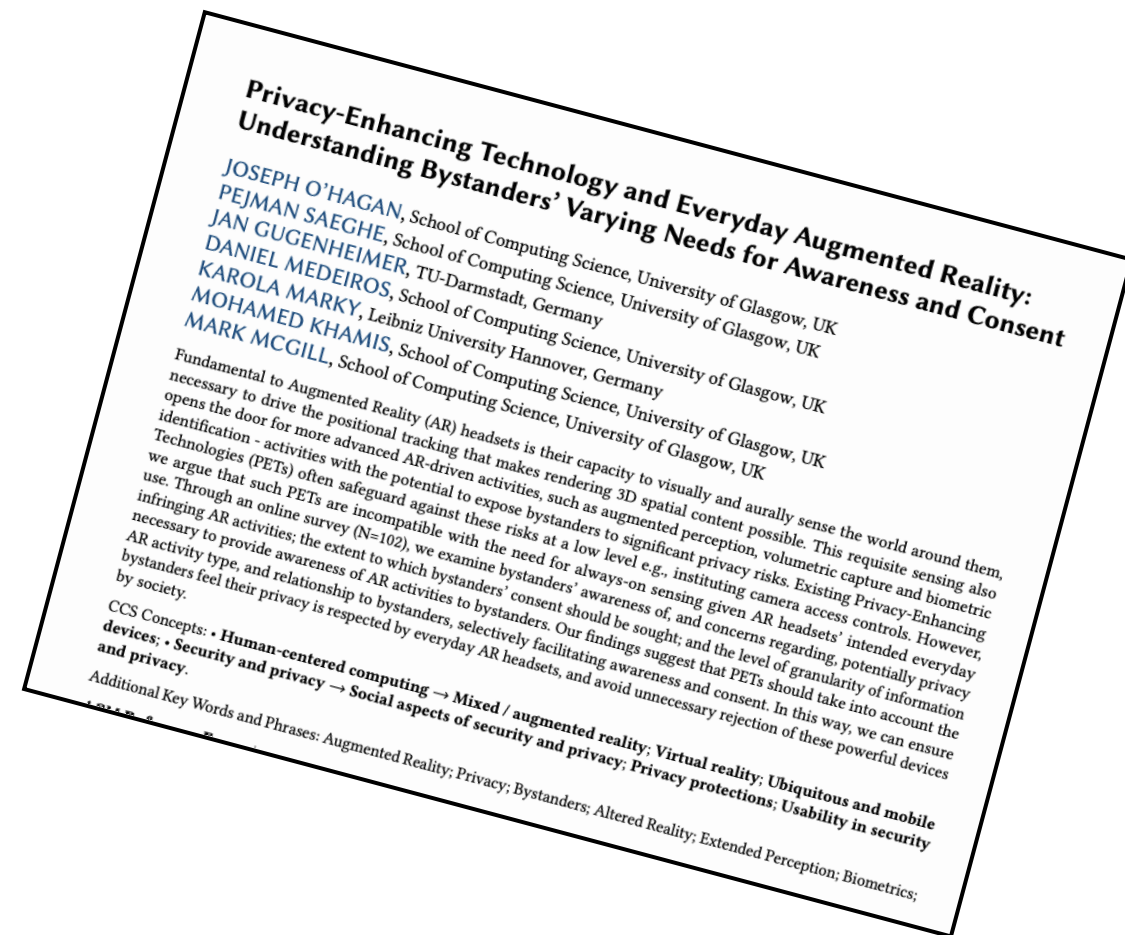 Privacy-Enhancing Technology and Everyday Augmented Reality:
Understanding Bystanders' Varying Needs for Awareness and Consent
JOSEPH O'HAGAN, School of Computing Science, University of Glasgow, UK
PEJMAN SAEGHE, School of Computing Science, University of Glasgow, UK
JAN GUGENHEIMER, TU-Darmstadt, Germany
DANIEL MEDEIROS, School of Computing Science, University of Glasgow, UK
KAROLA MARKY, Leibniz University Hannover, Germany
MOHAMED KHAMIS, School of Computing Science, University of Glasgow, UK
MARK MCGILL, School of Computing Science, University of Glasgow, UK
Fundamental to Augmented Reality (AR) headsets is their capacity to visually and aurally sense the world around them,
necessary to drive the positional tracking that makes rendering 3D spatial content possible. This requisite sensing also
opens the door for more advanced AR-driven activities, such as augmented perception, volumetric capture and biometric
identification - activities with the potential to expose bystanders to significant privacy risks. Existing Privacy-Enhancing
Technologies (PETs) often safeguard against these risks at a low level e.g., instituting camera access controls. However,
we argue that such PETs are incompatible with the need for always-on sensing given AR headsets' intended everyday
use. Through an online survey (N=102), we examine bystanders' awareness of, and concerns regarding, potentially privacy
infringing AR activities; the extent to which bystanders' consent should be sought; and the level of granularity of information
necessary to provide awareness of AR activities to bystanders. Our findings suggest that PETs should take into account the
AR activity type, and relationship to bystanders, selectively facilitating awareness and consent. In this way, we can ensure
bystanders feel their privacy is respected by everyday AR headsets, and avoid unnecessary rejection of these powerful devices
by society.
CCS Concepts: • Human-centered computing → Mixed / augmented reality; Virtual reality; Ubiquitous and mobile
devices; • Security and privacy → Social aspects of security and privacy; Privacy protections; Usability in security
and privacy.
Additional Key Words and Phrases: Augmented Reality; Privacy; Bystanders; Altered Reality; Extended Perception; Biometrics;